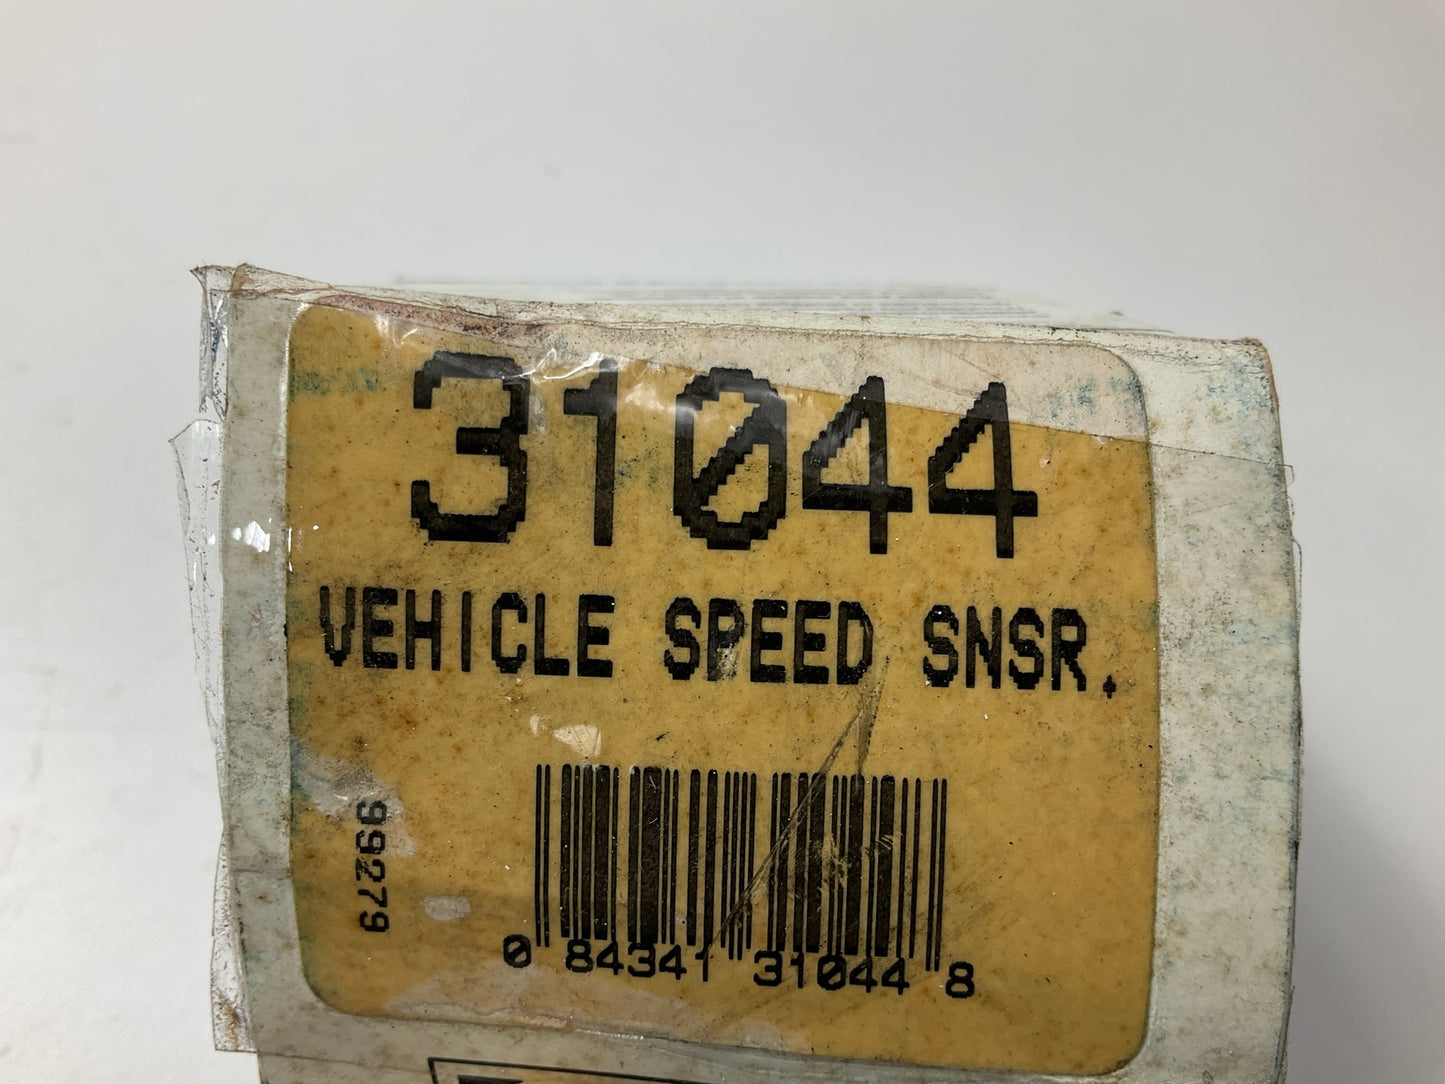 31044
VEHICLE SPEED SNSR.
99279
0 84341 31044 8